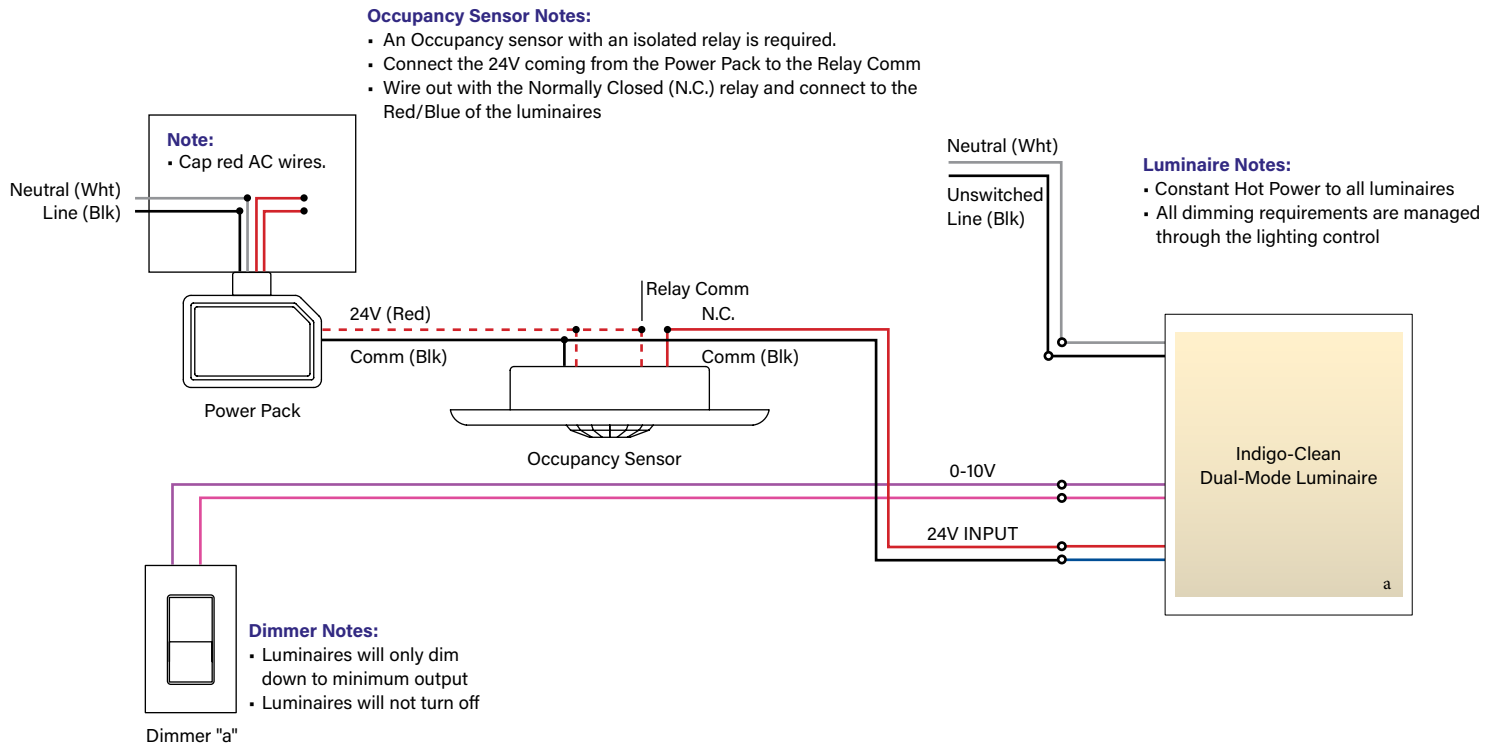 Occupancy Sensor Notes:
▪ An Occupancy sensor with an isolated relay is required.
▪ Connect the 24V coming from the Power Pack to the Relay Comm
▪ Wire out with the Normally Closed (N.C.) relay and connect to the
Red/Blue of the luminaires
Note:
▪ Cap red AC wires.
Neutral (Wht)
Line (Blk)
Neutral (Wht)
Unswitched
Line (Blk)
Luminaire Notes:
▪ Constant Hot Power to all luminaires
▪ All dimming requirements are managed
through the lighting control
24V (Red)
Comm (Blk)
Relay Comm
N.C.
Comm (Blk)
Power Pack
Occupancy Sensor
0-10V
24V INPUT
Indigo-Clean
Dual-Mode Luminaire
a
Dimmer Notes:
▪ Luminaires will only dim
down to minimum output
▪ Luminaires will not turn off
Dimmer "a"